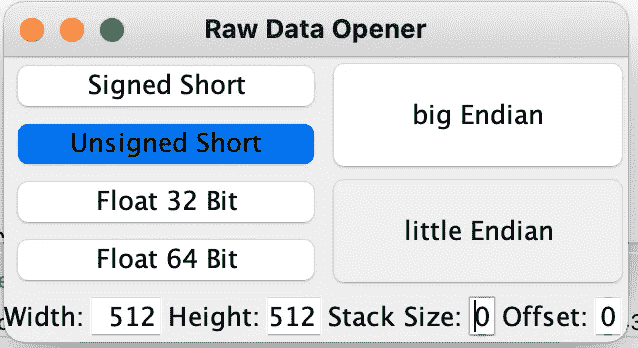 Raw Data Opener
Signed Short
Unsigned Short
Float 32 Bit
Float 64 Bit
big Endian
little Endian
Width: 512 Height: 512 Stack Size: 0 Offset: 0